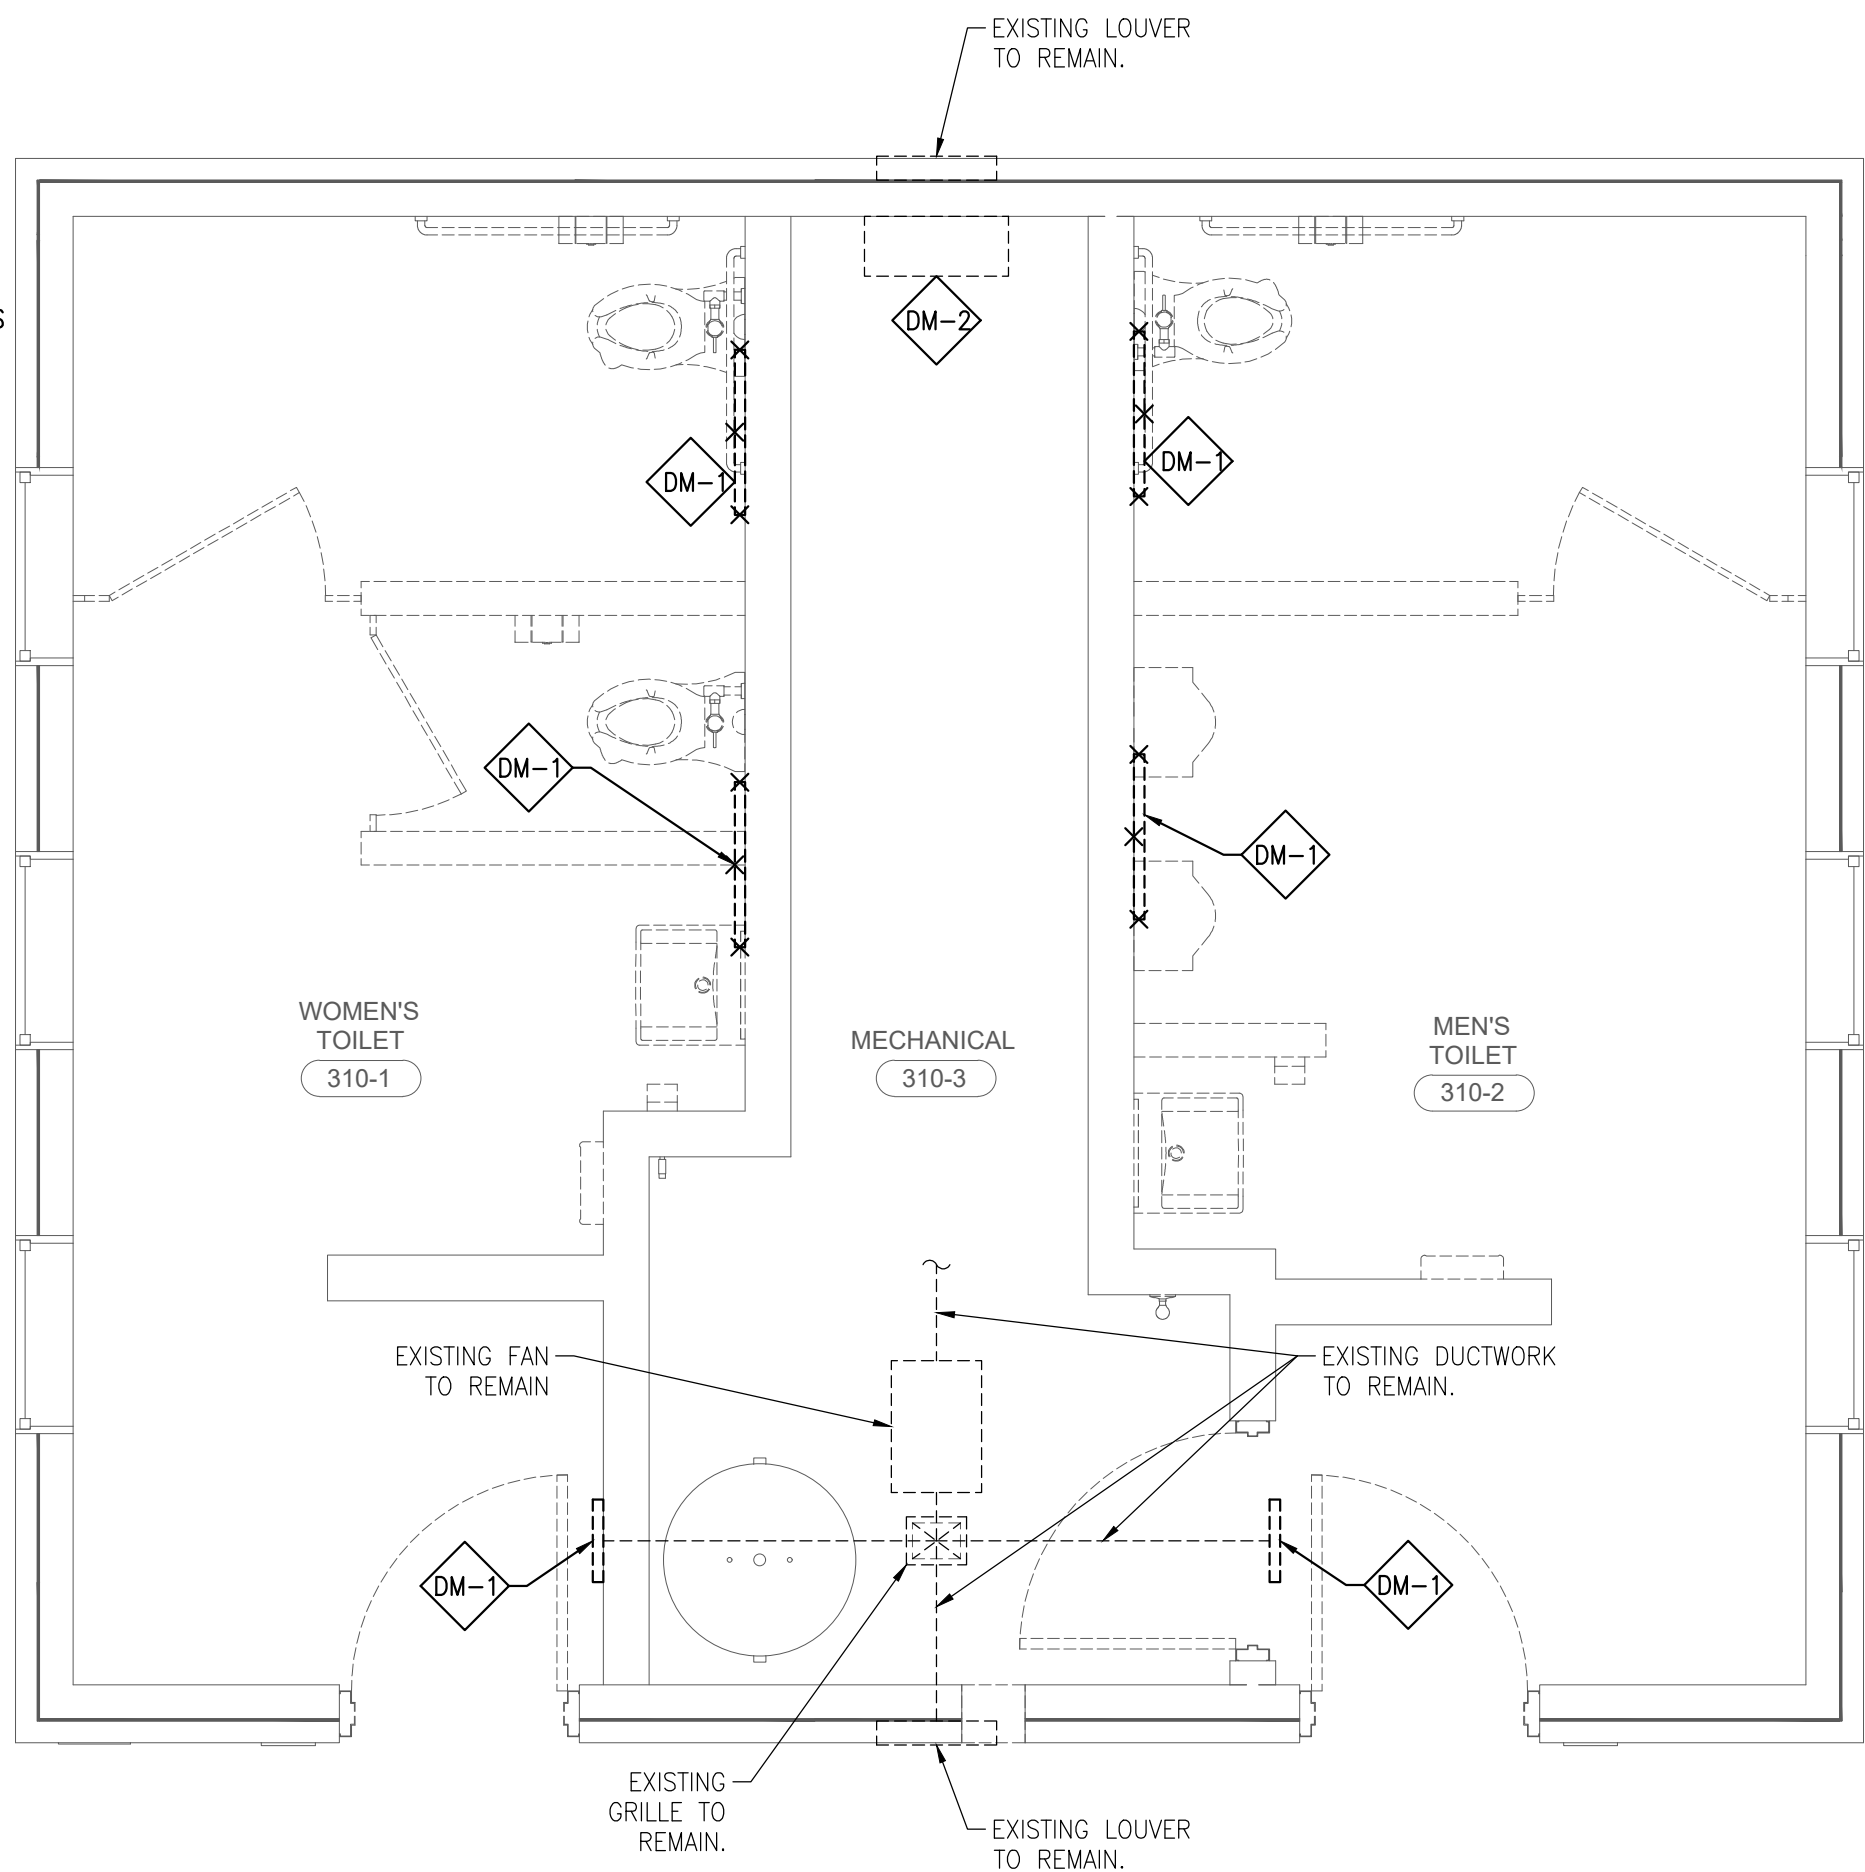 EXISTING LOUVER
TO REMAIN.
S
DM-2
DM-1
DM-1
DM-1
DM-1
WOMEN'S
TOILET
310-1
MECHANICAL
310-3
MEN'S
TOILET
310-2
EXISTING FAN
TO REMAIN
EXISTING DUCTWORK
TO REMAIN.
DM-1
DM-1
EXISTING
GRILLE TO
REMAIN.
EXISTING LOUVER
TO REMAIN.